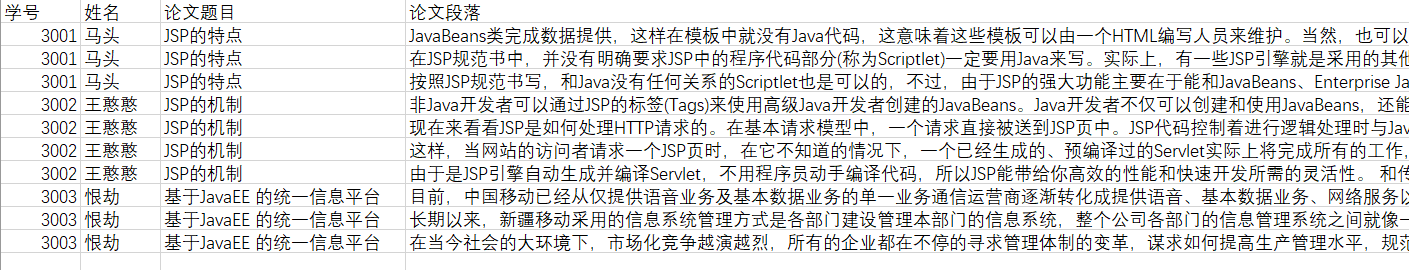 学号 姓名 论文题目 论文段落
3001 马头 JSP的特点 JavaBeans类完成数据提供，这样在模板中就没有Java代码，这意味着这些模板可以由一个HTML编写人员来维护。当然，也可以
3001 马头 JSP的特点 在JSP规范书中，并没有明确要求JSP中的程序代码部分(称为Scriptlet)一定要用Java来写。实际上，有一些JSP引擎就是采用的其他
3001 马头 JSP的特点 按照JSP规范书写，和Java没有任何关系的Scriptlet也是可以的，不过，由于JSP的强大功能主要在于能和JavaBeans、Enterprise Ja
3002 王憨憨 JSP的机制 非Java开发者可以通过JSP的标签(Tags)来使用高级Java开发者创建的JavaBeans。Java开发者不仅可以创建和使用JavaBeans，还能
3002 王憨憨 JSP的机制 现在来看看JSP是如何处理HTTP请求的。在基本请求模型中，一个请求直接被送到JSP页中。JSP代码控制着进行逻辑处理时与Jav
3002 王憨憨 JSP的机制 这样，当网站的访问者请求一个JSP页时，在它不知道的情况下，一个已经生成的、预编译过的Servlet实际上将完成所有的工作，
3002 王憨憨 JSP的机制 由于是JSP引擎自动生成并编译Servlet，不用程序员动手编译代码，所以JSP能带给你高效的性能和快速开发所需的灵活性。 和传
3003 恨劫 基于JavaEE 的统一信息平台 目前，中国移动已经从仅提供语音业务及基本数据业务的单一业务通信运营商逐渐转化成提供语音、基本数据业务、网络服务以
3003 恨劫 基于JavaEE 的统一信息平台 长期以来，新疆移动采用的信息系统管理方式是各部门建设管理本部门的信息系统，整个公司各部门的信息管理系统之间就像一
3003 恨劫 基于JavaEE 的统一信息平台 在当今社会的大环境下，市场化竞争越演越烈，所有的企业都在不停的寻求管理体制的变革，谋求如何提高生产管理水平，规范